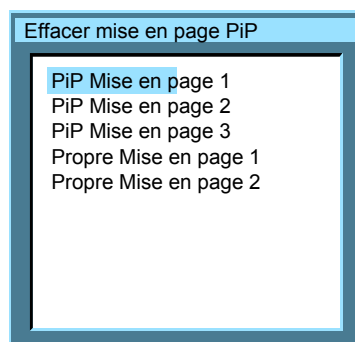 Effacer mise en page PiP
PiP Mise en page 1
PiP Mise en page 2
PiP Mise en page 3
Propre Mise en page 1
Propre Mise en page 2